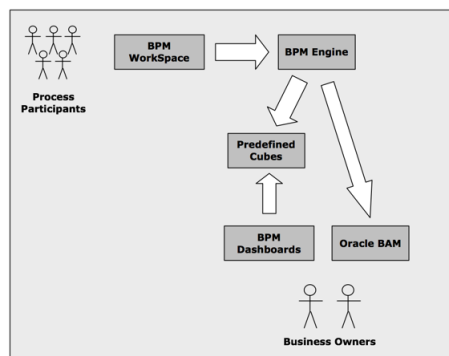 BPM
WorkSpace
BPM Engine
Process
Participants
Predefined
Cubes
BPM
Dashboards
Oracle BAM
Business Owners